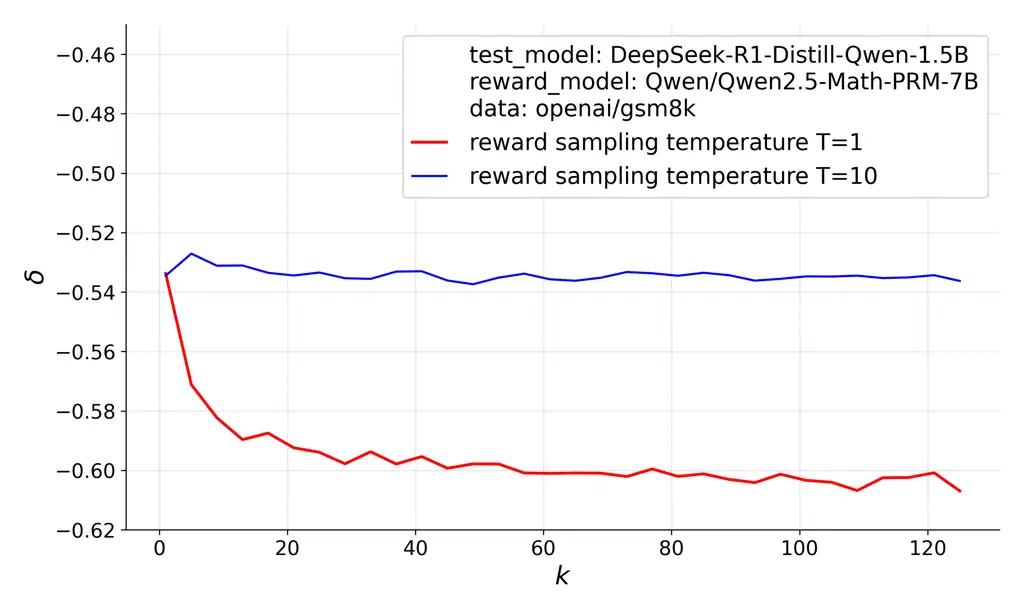 −0.46
−0.48
−0.50
−0.52
−0.54
−0.56
−0.58
−0.60
−0.62
δ
test_model: DeepSeek-R1-Distill-Qwen-1.5B
reward_model: Qwen/Qwen2.5-Math-PRM-7B
data: openai/gsm8k
reward sampling temperature T=1
reward sampling temperature T=10
0 20 40 60 80 100 120
k